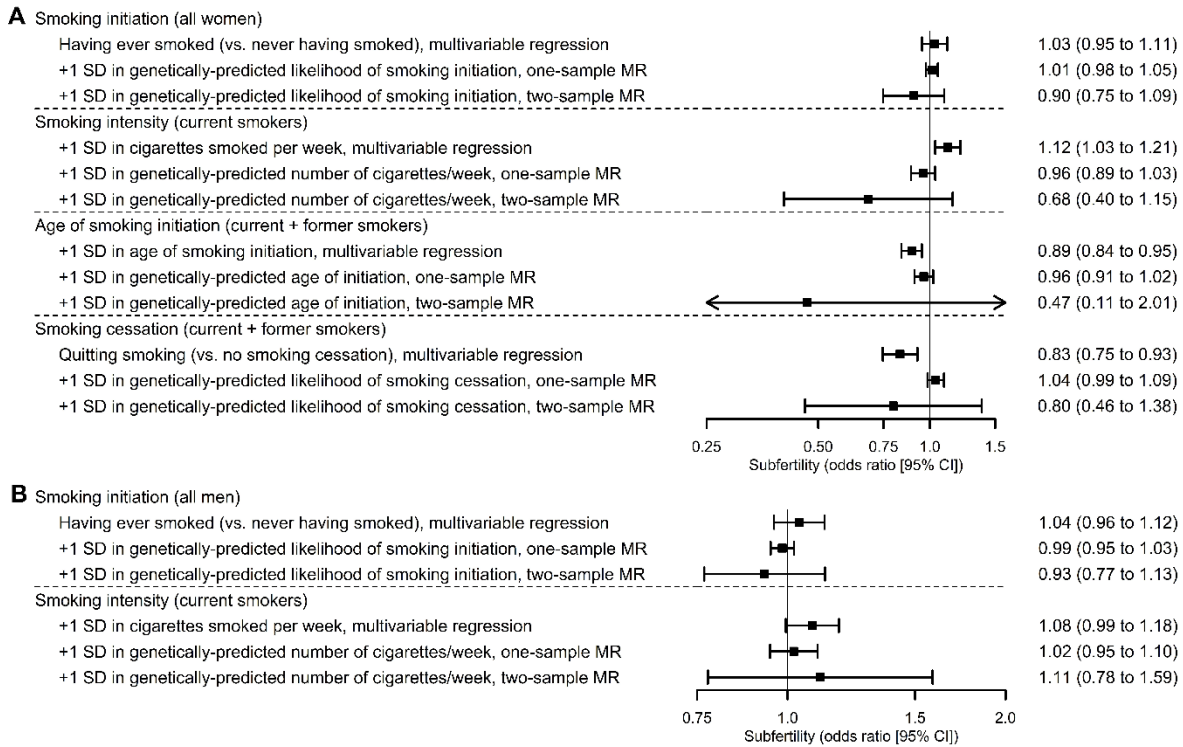 A Smoking initiation (all women)
Having ever smoked (vs. never having smoked), multivariable regression 1.03 (0.95 to 1.11)
+1 SD in genetically-predicted likelihood of smoking initiation, one-sample MR 1.01 (0.98 to 1.05)
+1 SD in genetically-predicted likelihood of smoking initiation, two-sample MR 0.90 (0.75 to 1.09)
Smoking intensity (current smokers)
+1 SD in cigarettes smoked per week, multivariable regression 1.12 (1.03 to 1.21)
+1 SD in genetically-predicted number of cigarettes/week, one-sample MR 0.96 (0.89 to 1.03)
+1 SD in genetically-predicted number of cigarettes/week, two-sample MR 0.68 (0.40 to 1.15)
Age of smoking initiation (current + former smokers)
+1 SD in age of smoking initiation, multivariable regression 0.89 (0.84 to 0.95)
+1 SD in genetically-predicted age of initiation, one-sample MR 0.96 (0.91 to 1.02)
+1 SD in genetically-predicted age of initiation, two-sample MR 0.47 (0.11 to 2.01)
Smoking cessation (current + former smokers)
Quitting smoking (vs. no smoking cessation), multivariable regression 0.83 (0.75 to 0.93)
+1 SD in genetically-predicted likelihood of smoking cessation, one-sample MR 1.04 (0.99 to 1.09)
+1 SD in genetically-predicted likelihood of smoking cessation, two-sample MR 0.80 (0.46 to 1.38)
0.25 0.50 0.75 1.0 1.5
Subfertility (odds ratio [95% CI])
B Smoking initiation (all men)
Having ever smoked (vs. never having smoked), multivariable regression 1.04 (0.96 to 1.12)
+1 SD in genetically-predicted likelihood of smoking initiation, one-sample MR 0.99 (0.95 to 1.03)
+1 SD in genetically-predicted likelihood of smoking initiation, two-sample MR 0.93 (0.77 to 1.13)
Smoking intensity (current smokers)
+1 SD in cigarettes smoked per week, multivariable regression 1.08 (0.99 to 1.18)
+1 SD in genetically-predicted number of cigarettes/week, one-sample MR 1.02 (0.95 to 1.10)
+1 SD in genetically-predicted number of cigarettes/week, two-sample MR 1.11 (0.78 to 1.59)
0.75 1.0 1.5 2.0
Subfertility (odds ratio [95% CI])